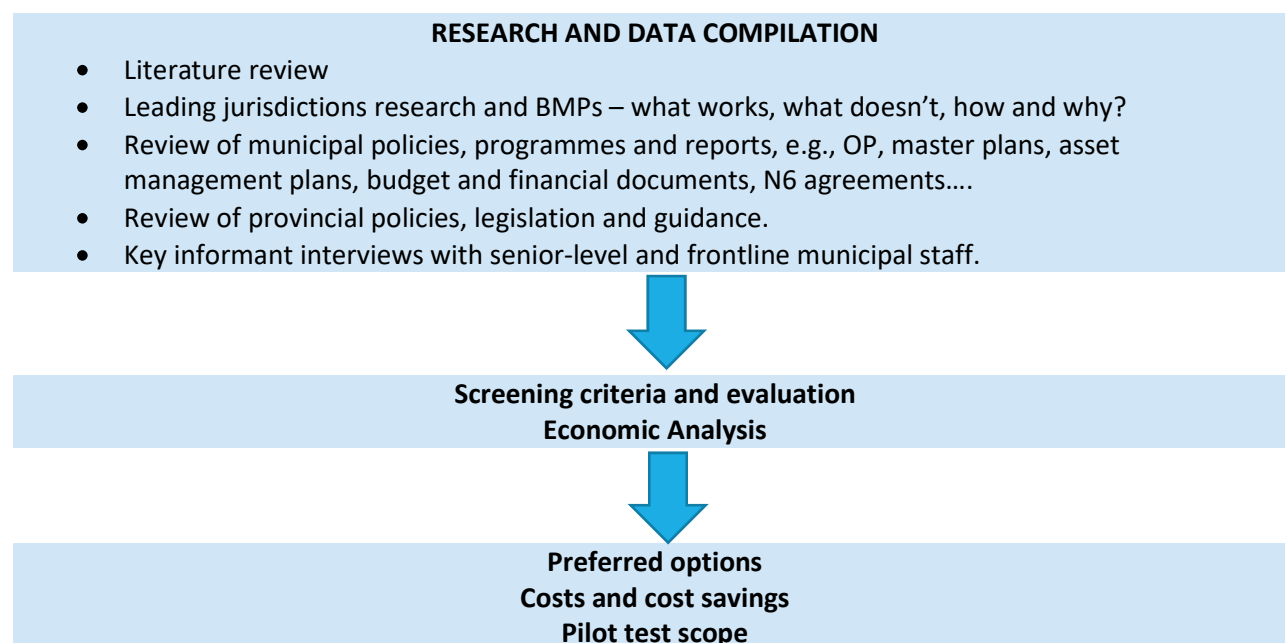 RESEARCH AND DATA COMPILATION
• Literature review
• Leading jurisdictions research and BMPs – what works, what doesn’t, how and why?
• Review of municipal policies, programmes and reports, e.g., OP, master plans, asset
management plans, budget and financial documents, N6 agreements….
• Review of provincial policies, legislation and guidance.
• Key informant interviews with senior-level and frontline municipal staff.
Screening criteria and evaluation
Economic Analysis
Preferred options
Costs and cost savings
Pilot test scope